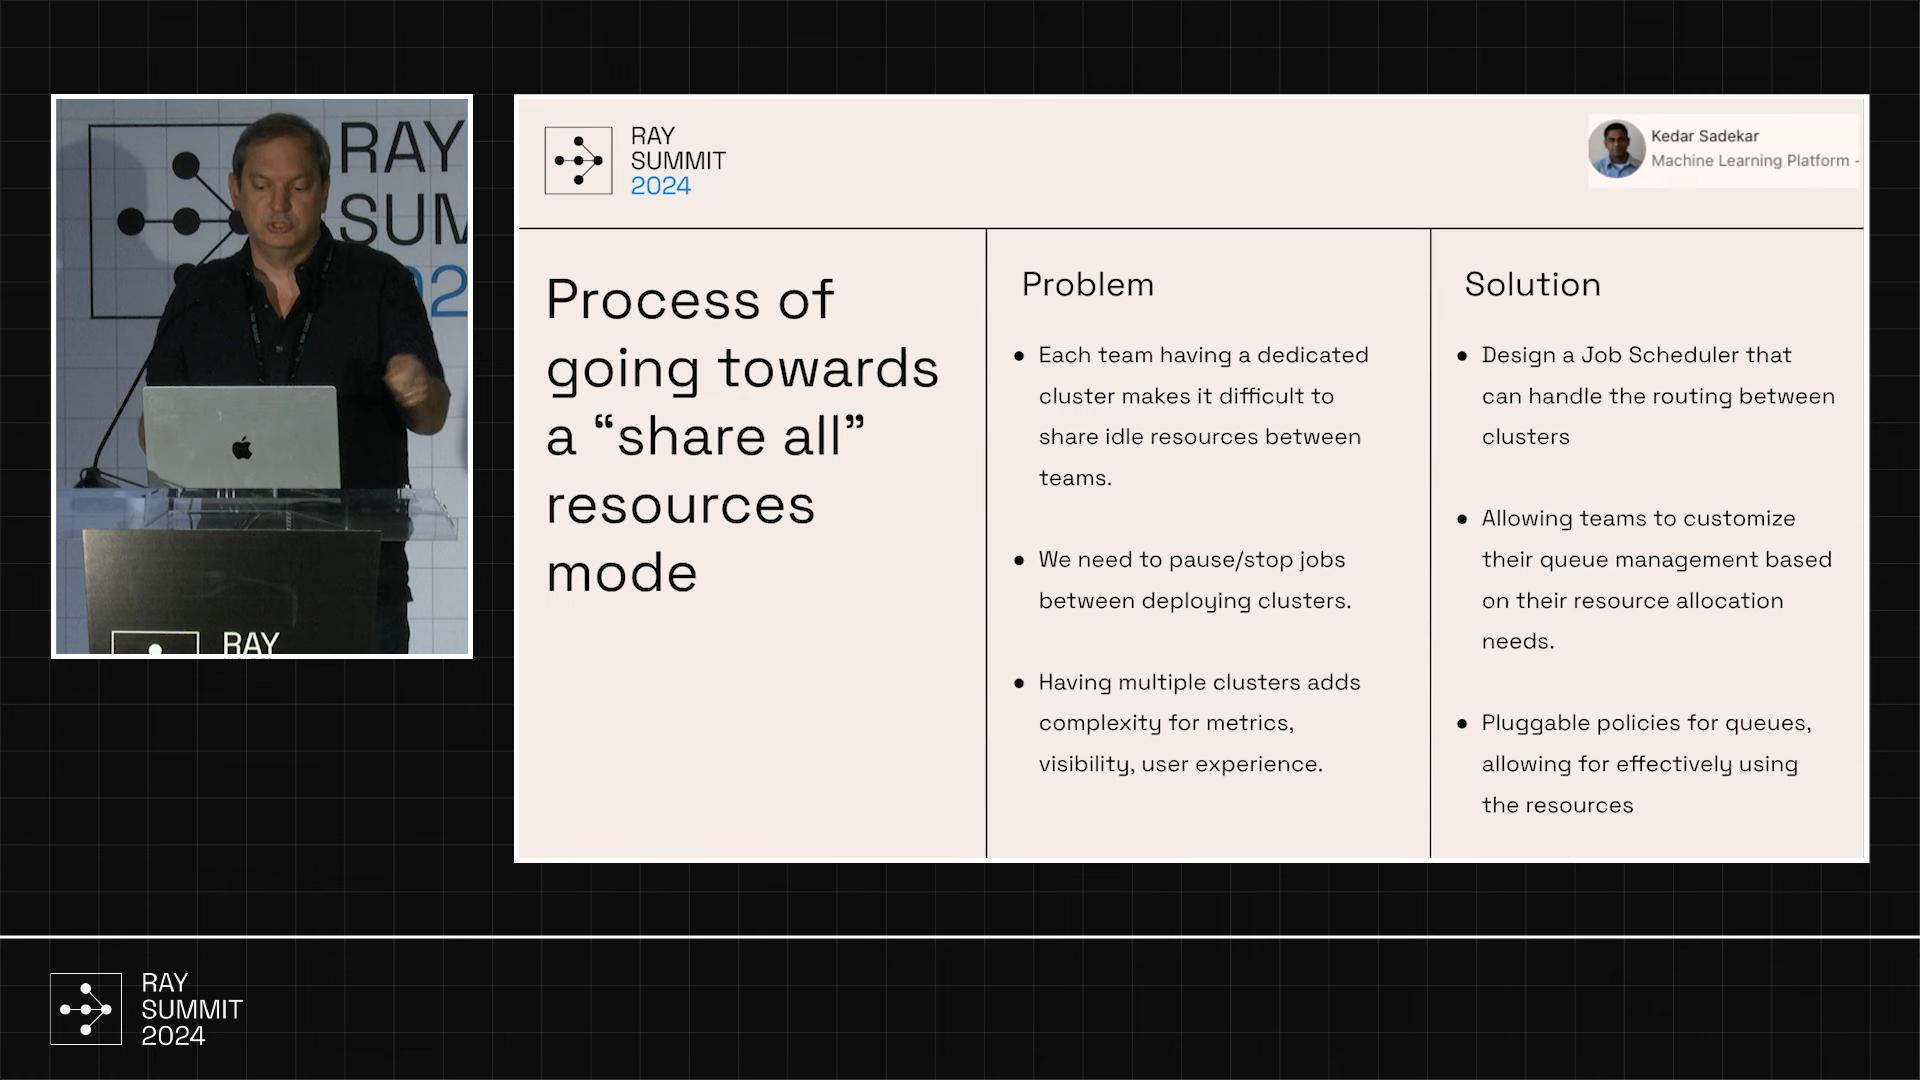 RAY
SUM
02
RAY
RAY
SUMMIT
2024
Kedar Sadekar
Machine Learning Platform -
Process of
going towards
a “share all”
resources
mode
Problem
● Each team having a dedicated
cluster makes it difficult to
share idle resources between
teams.
● We need to pause/stop jobs
between deploying clusters.
● Having multiple clusters adds
complexity for metrics,
visibility, user experience.
Solution
● Design a Job Scheduler that
can handle the routing between
clusters
● Allowing teams to customize
their queue management based
on their resource allocation
needs.
● Pluggable policies for queues,
allowing for effectively using
the resources
RAY
SUMMIT
2024